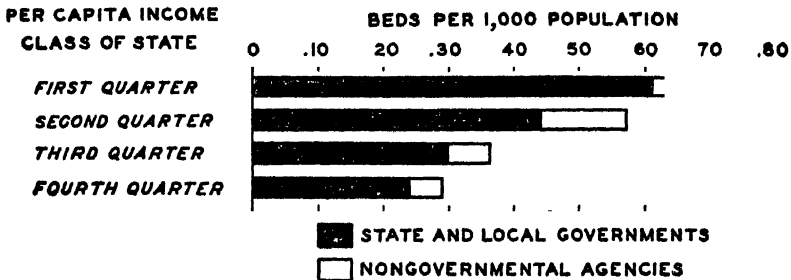 PER CAPITA INCOME
CLASS OF STATE
BEDS PER 1,000 POPULATION
0 .10 .20 .30 .40 50 60 70 .80
FIRST QUARTER
SECOND QUARTER
THIRD QUARTER
FOURTH QUARTER
STATE AND LOCAL GOVERNMENTS
NONGOVERNMENTAL AGENCIES